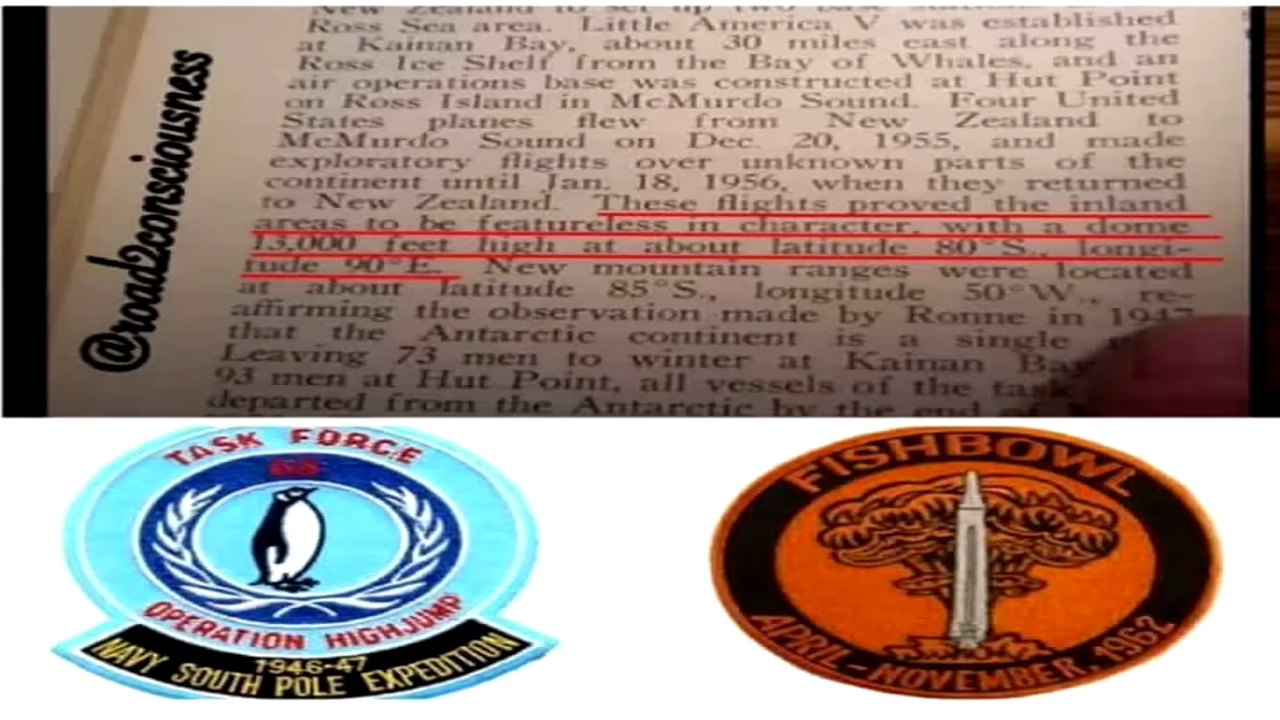 @road2consciousness
New Zealand to set up two base
Ross Sea area. Little America V was established
at Kainan Bay, about 30 miles east along the
Ross Ice Shelf from the Bay of Whales, and an
air operations base was constructed at Hut Point
on Ross Island in McMurdo Sound. Four United
States planes flew from New Zealand to
McMurdo Sound on Dec. 20, 1955, and made
exploratory flights over unknown parts of the
continent until Jan. 18, 1956, when they returned
to New Zealand. These flights proved the inland
areas to be featureless in character, with a dome
13,000 feet high at about latitude 80°S., longi-
tude 90°E. New mountain ranges were located
at about latitude 85°S., longitude 50°W., re-
affirming the observation made by Ronne in 1947
that the Antarctic continent is a single
Leaving 73 men to winter at Kainan Bay
93 men at Hut Point, all vessels of the task
departed from the Antarctic by the end of
TASK FORCE
68
OPERATION HIGHJUMP
1946-47
NAVY SOUTH POLE EXPEDITION
FISHBOWL
APRIL - NOVEMBER, 1962